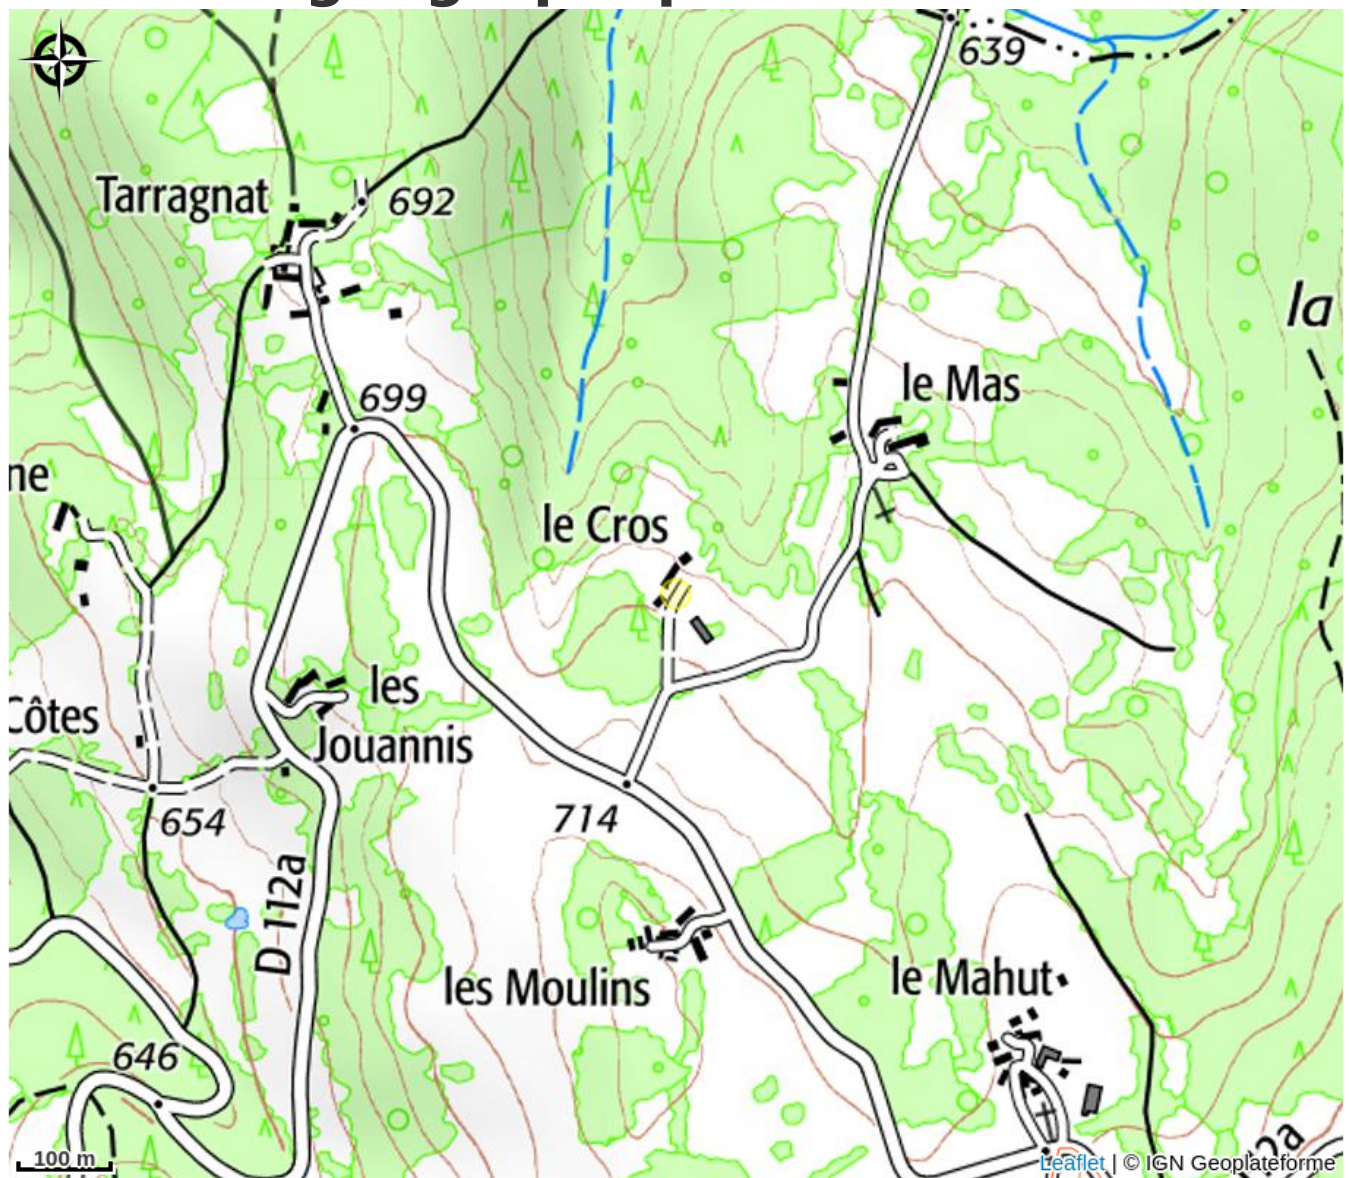 639
Tarragnat
692
la
le Mas
699
ne
le Cros
les
Jouannis
Côtes
654
714
D 112a
les Moulins
le Mahut
646
100 m
2a
Leaflet | © IGN Geoplateforme